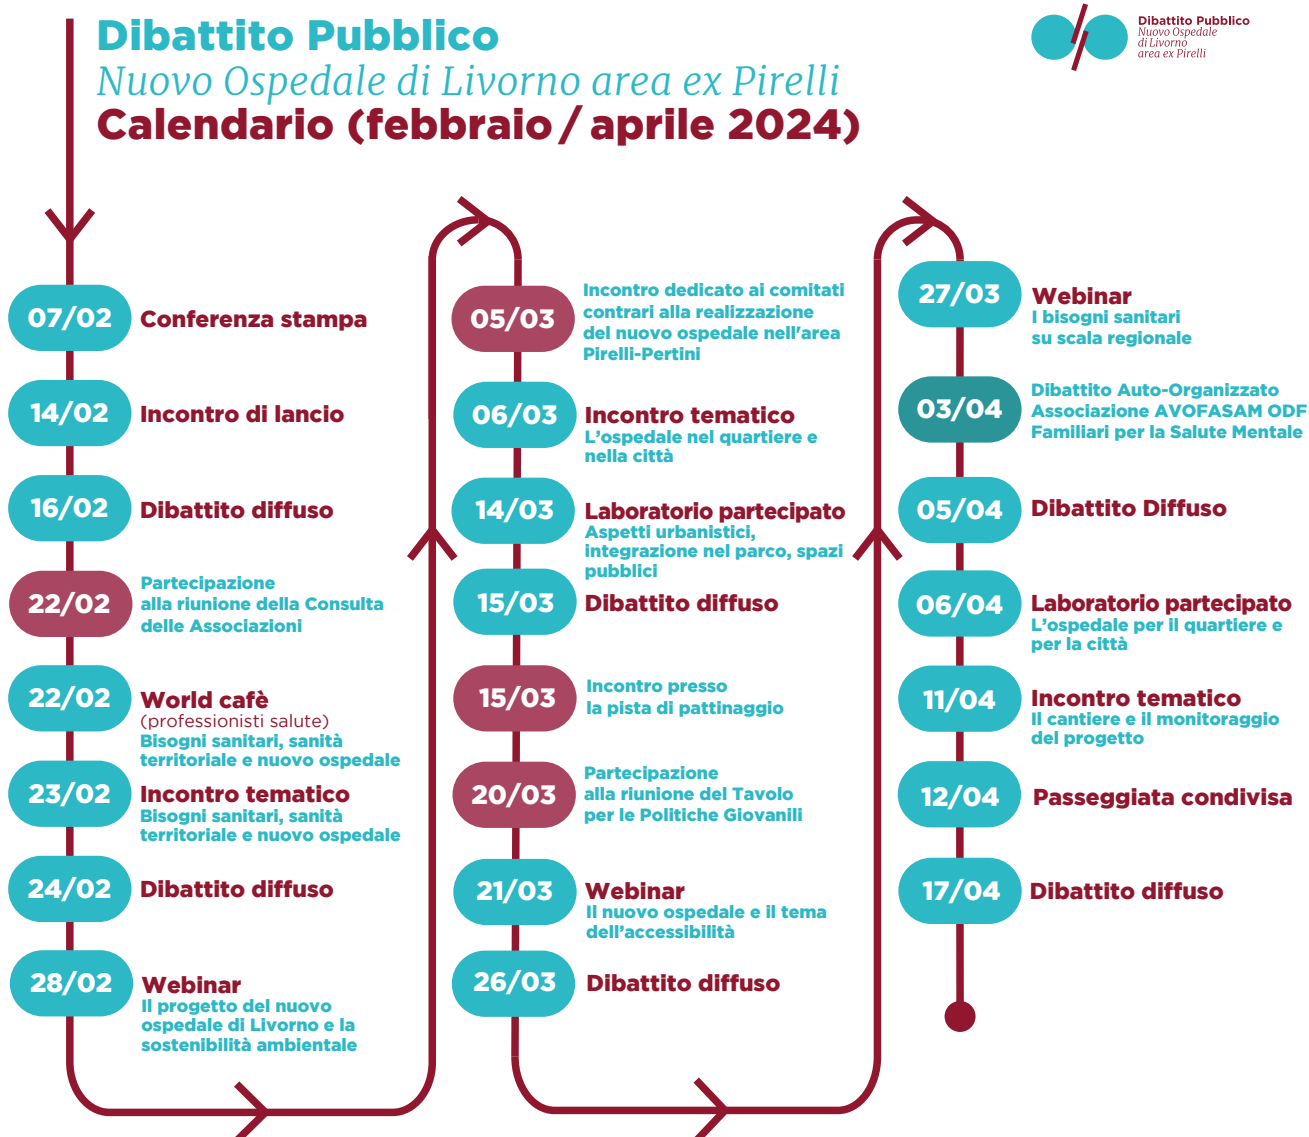 Dibattito Pubblico
Nuovo Ospedale di Livorno area ex Pirelli
Calendario (febbraio / aprile 2024)
Dibattito Pubblico
Nuovo Ospedale
di Livorno
area ex Pirelli
07/02
Conferenza stampa
14/02
Incontro di lancio
16/02
Dibattito diffuso
22/02
Partecipazione
alla riunione della Consulta
delle Associazioni
22/02
World cafè
(professionisti salute)
Bisogni sanitari, sanità
territoriale e nuovo ospedale
23/02
Incontro tematico
Bisogni sanitari, sanità
territoriale e nuovo ospedale
24/02
Dibattito diffuso
28/02
Webinar
Il progetto del nuovo
ospedale di Livorno e la
sostenibilità ambientale
05/03
Incontro dedicato ai comitati
contrari alla realizzazione
del nuovo ospedale nell'area
Pirelli-Pertini
06/03
Incontro tematico
L'ospedale nel quartiere e
nella città
14/03
Laboratorio partecipato
Aspetti urbanistici,
integrazione nel parco, spazi
pubblici
15/03
Dibattito diffuso
15/03
Incontro presso
la pista di pattinaggio
20/03
Partecipazione
alla riunione del Tavolo
per le Politiche Giovanili
21/03
Webinar
Il nuovo ospedale e il tema
dell'accessibilità
26/03
Dibattito diffuso
27/03
Webinar
I bisogni sanitari
su scala regionale
03/04
Dibattito Auto-Organizzato
Associazione AVOFASAM ODF
Familiari per la Salute Mentale
05/04
Dibattito Diffuso
06/04
Laboratorio partecipato
L'ospedale per il quartiere e
per la città
11/04
Incontro tematico
Il cantiere e il monitoraggio
del progetto
12/04
Passeggiata condivisa
17/04
Dibattito diffuso